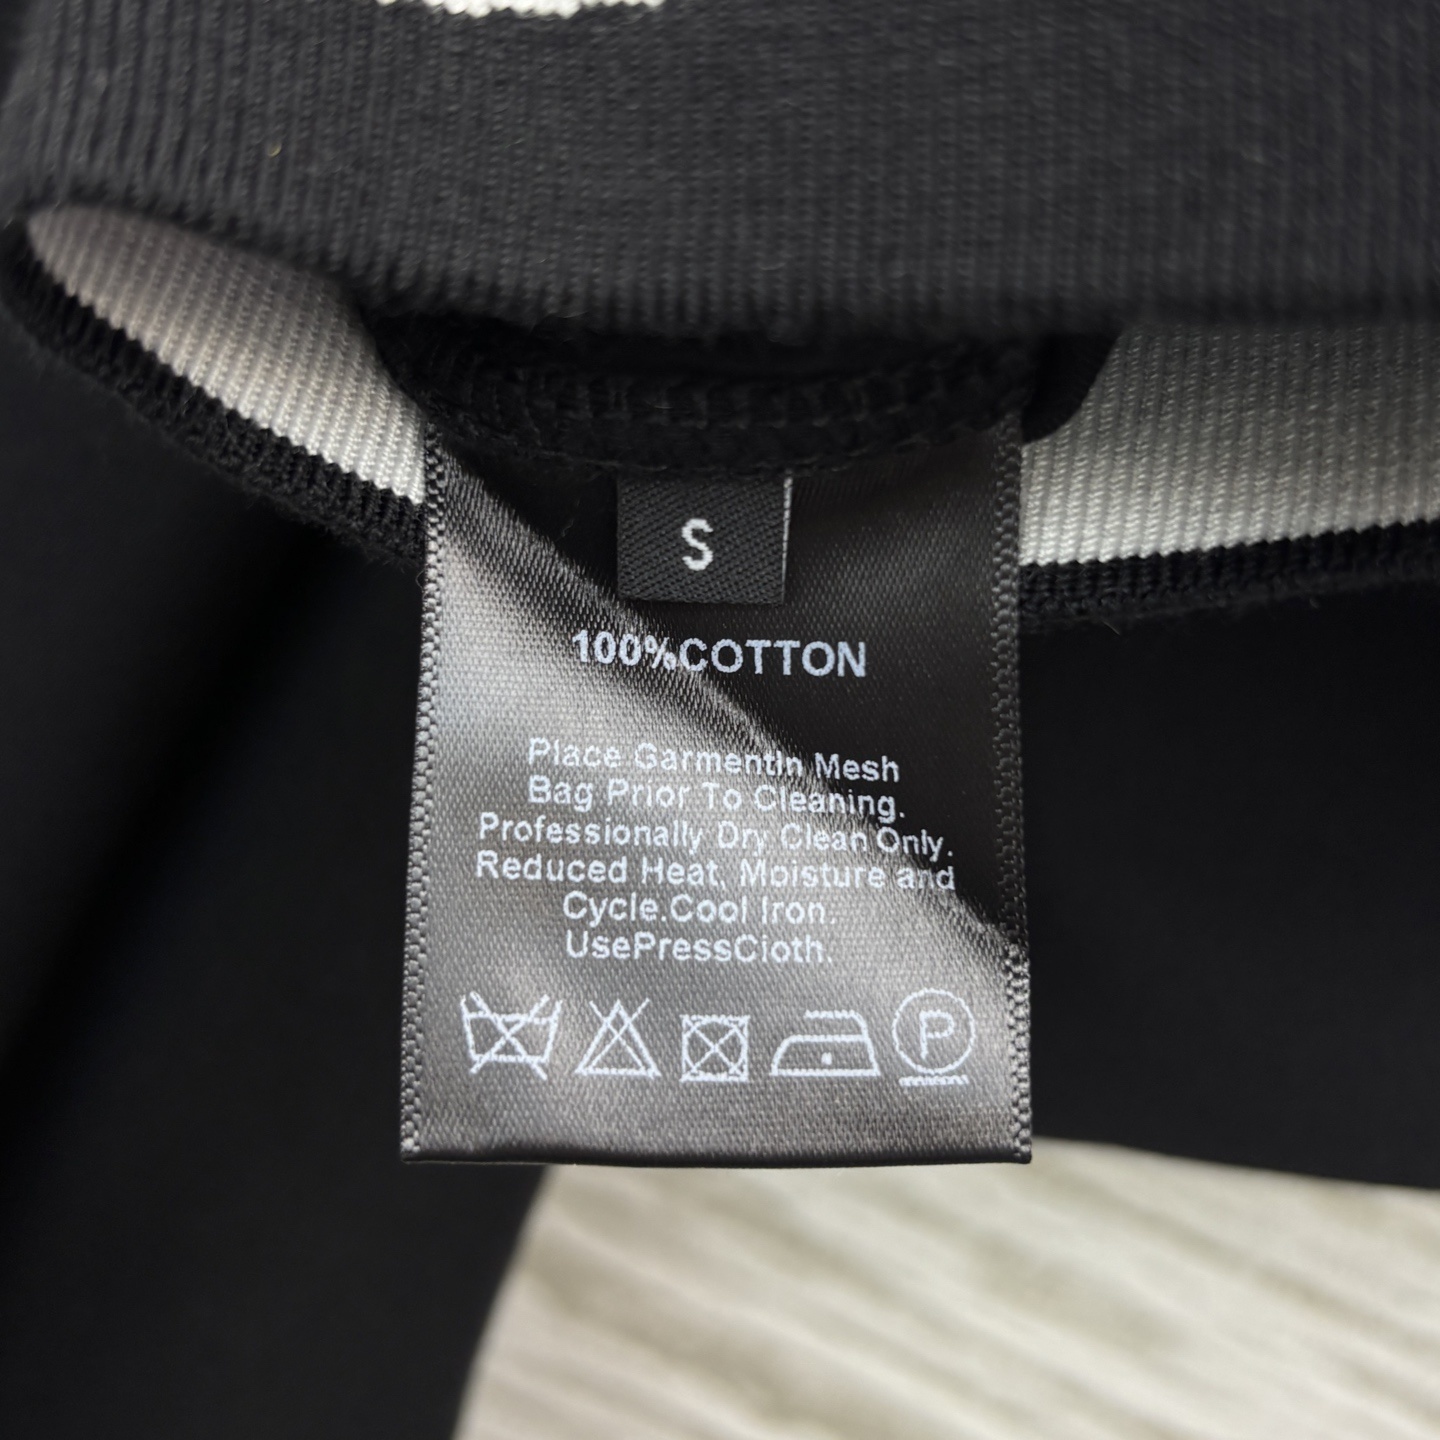 S
100%COTTON
Place GarmentIn Mesh
Bag Prior To Cleaning.
Professionally Dry Clean Only.
Reduced Heat, Moisture and
Cycle.Cool Iron.
UsePressCioth.
P